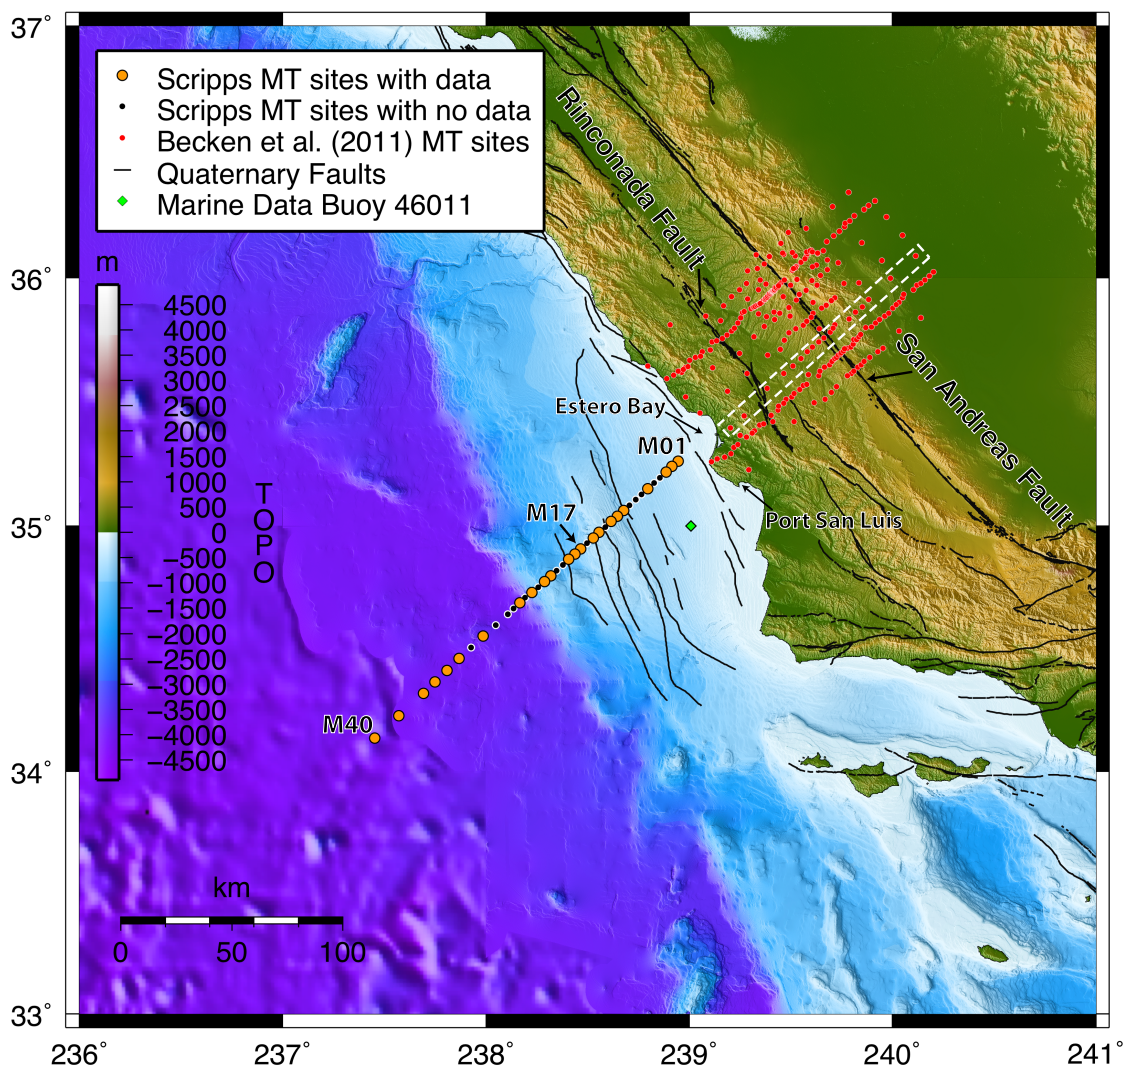 37°
Scripps MT sites with data
Scripps MT sites with no data
Becken et al. (2011) MT sites
Quaternary Faults
Marine Data Buoy 46011
Rinconada Fault
m
36°
4500
4000
3500
3000
2500
2000
1500
1000
500
0
−500
−1000
−1500
−2000
−2500
−3000
−3500
−4000
−4500
TOPO
San Andreas Fault
Estero Bay
M01
M17
35°
Port San Luis
M40
34°
km
0 50 100
33°
236° 237° 238° 239° 240° 241°